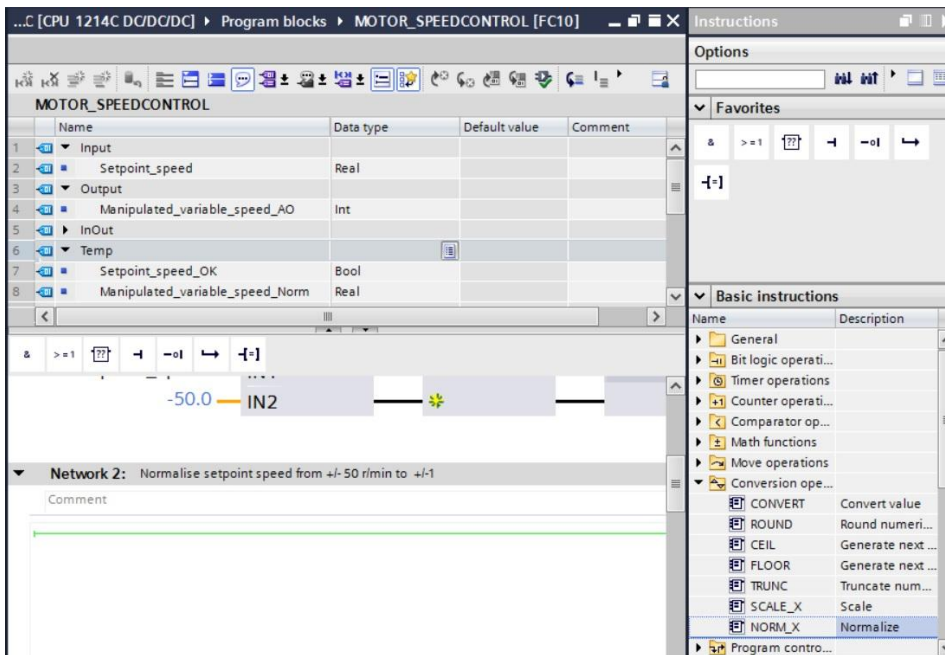 ...C [CPU 1214C DC/DC/DC] ▸ Program blocks ▸ MOTOR_SPEEDCONTROL [FC10]
MOTOR_SPEEDCONTROL
Name Data type Default value Comment
1 Input
2 Setpoint_speed Real
3 Output
4 Manipulated_variable_speed_AO Int
5 InOut
6 Temp
7 Setpoint_speed_OK Bool
8 Manipulated_variable_speed_Norm Real
& >=1 ??
-50.0 IN2
Network 2: Normalise setpoint speed from +/- 50 r/min to +/-1
Comment
Instructions
Options
Favorites
& >=1 ??
Basic instructions
Name Description
General
Bit logic operati...
Timer operations
Counter operati...
Comparator op...
Math functions
Move operations
Conversion ope...
CONVERT Convert value
ROUND Round numeri...
CEIL Generate next ...
FLOOR Generate next ...
TRUNC Truncate num...
SCALE_X Scale
NORM_X Normalize
Program contro...